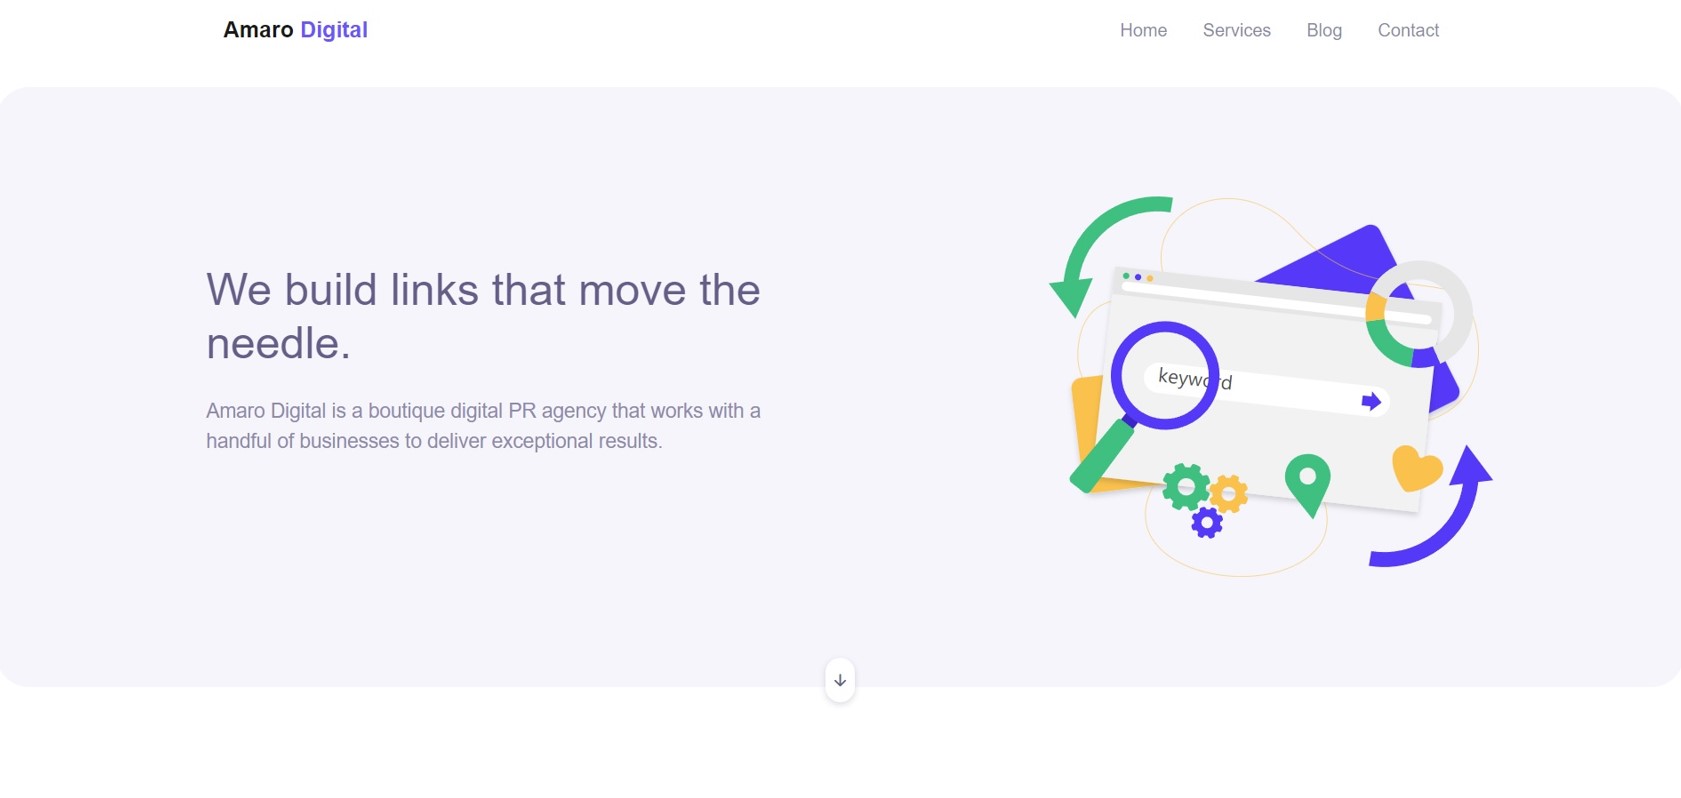 Amaro Digital
Home Services Blog Contact
We build links that move the
needle.
Amaro Digital is a boutique digital PR agency that works with a
handful of businesses to deliver exceptional results.
keyword